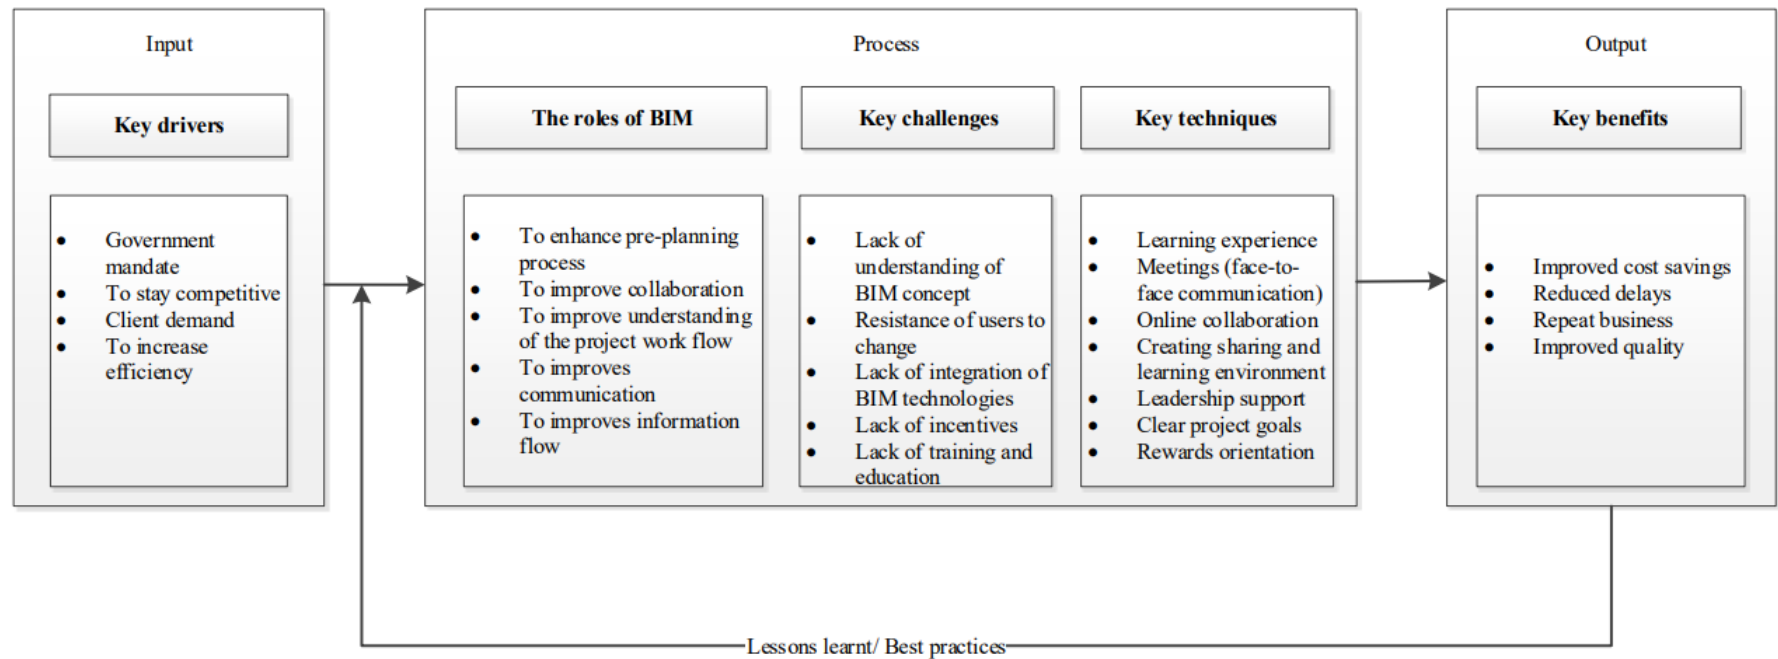 Input
Key drivers
Government
mandate
To stay competitive
Client demand
To increase
efficiency
Process
The roles of BIM
To enhance pre-planning
process
To improve collaboration
To improve understanding
of the project work flow
To improves
communication
To improves information
flow
Key challenges
Lack of
understanding of
BIM concept
Resistance of users to
change
Lack of integration of
BIM technologies
Lack of incentives
Lack of training and
education
Key techniques
Learning experience
Meetings (face-to-
face communication)
Online collaboration
Creating sharing and
learning environment
Leadership support
Clear project goals
Rewards orientation
Output
Key benefits
Improved cost savings
Reduced delays
Repeat business
Improved quality
Lessons learnt/ Best practices